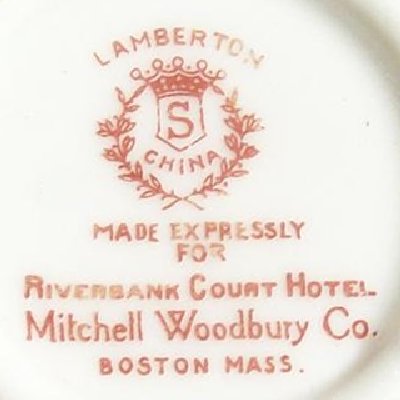 LAMBERTON
S
CHINA
MADE EXPRESSLY
FOR
RIVERBANK COURT HOTEL
Mitchell Woodbury Co.
BOSTON MASS.